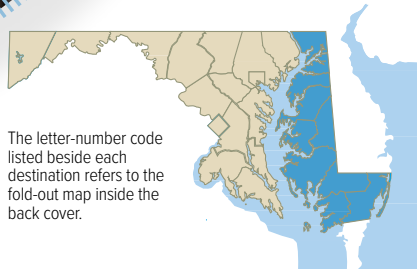 The letter-number code
listed beside each
destination refers to the
fold-out map inside the
back cover.